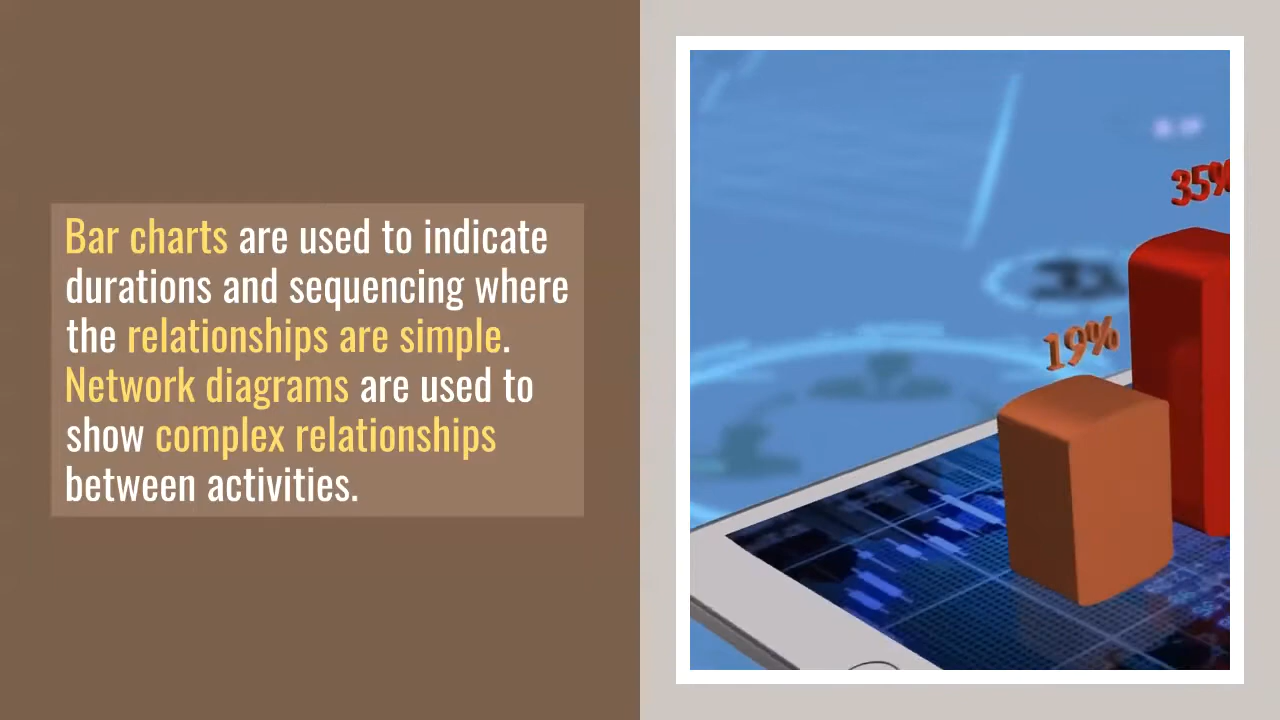 Bar charts are used to indicate
durations and sequencing where
the relationships are simple.
Network diagrams are used to
show complex relationships
between activities.
35%
19%